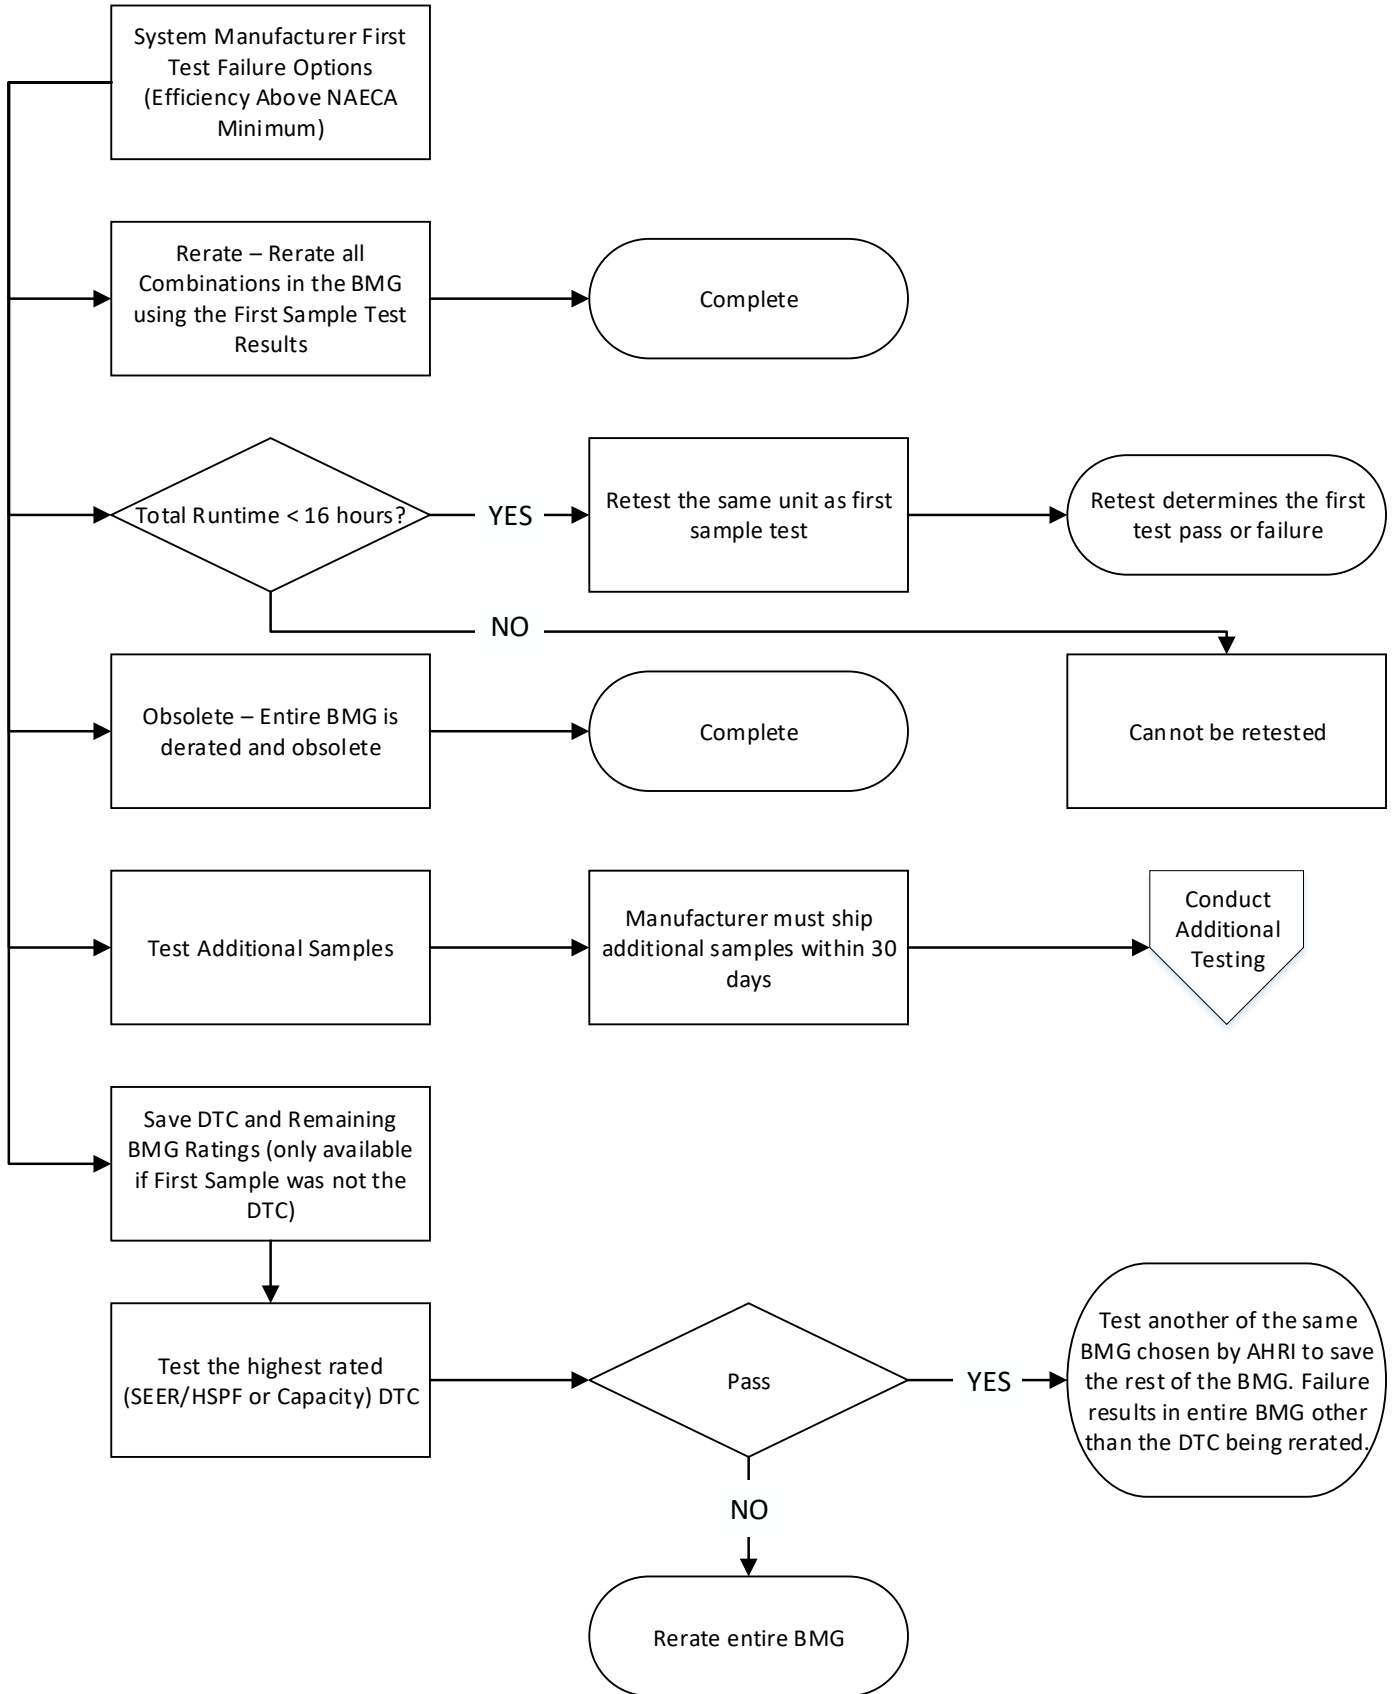 System Manufacturer First
Test Failure Options
(Efficiency Above NAECA
Minimum)
Rerate – Rerate all
Combinations in the BMG
using the First Sample Test
Results
Complete
Total Runtime < 16 hours?
YES
Retest the same unit as first
sample test
Retest determines the first
test pass or failure
NO
Obsolete – Entire BMG is
derated and obsolete
Complete
Cannot be retested
Test Additional Samples
Manufacturer must ship
additional samples within 30
days
Conduct
Additional
Testing
Save DTC and Remaining
BMG Ratings (only available
if First Sample was not the
DTC)
Test the highest rated
(SEER/HSPF or Capacity) DTC
Pass
YES
Test another of the same
BMG chosen by AHRI to save
the rest of the BMG. Failure
results in entire BMG other
than the DTC being rerated.
NO
Rerate entire BMG